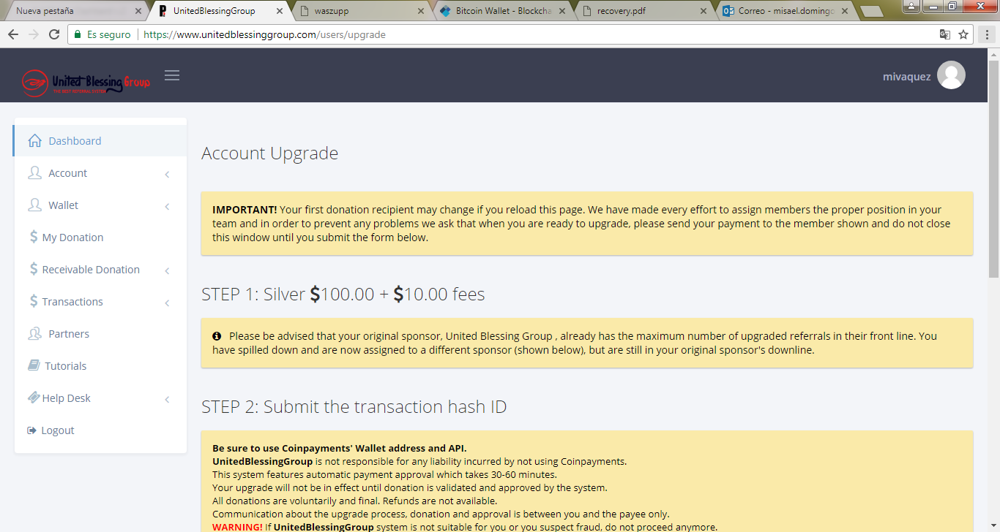 Nueva pestaña
UnitedBlessingGroup
waszupp
Bitcoin Wallet - Blockcha
recovery.pdf
Correo - misael.domingo
Es seguro
https://www.unitedblessinggroup.com/users/upgrade
United Blessing Group
THE BEST REFERRAL SYSTEM
mivaquez
Dashboard
Account
Wallet
$ My Donation
$ Receivable Donation
$ Transactions
Partners
Tutorials
Help Desk
Logout
Account Upgrade
IMPORTANT! Your first donation recipient may change if you reload this page. We have made every effort to assign members the proper position in your
team and in order to prevent any problems we ask that when you are ready to upgrade, please send your payment to the member shown and do not close
this window until you submit the form below.
STEP 1: Silver $100.00 + $10.00 fees
Please be advised that your original sponsor, United Blessing Group , already has the maximum number of upgraded referrals in their front line. You
have spilled down and are now assigned to a different sponsor (shown below), but are still in your original sponsor's downline.
STEP 2: Submit the transaction hash ID
Be sure to use Coinpayments' Wallet address and API.
UnitedBlessingGroup is not responsible for any liability incurred by not using Coinpayments.
This system features automatic payment approval which takes 30-60 minutes.
Your upgrade will not be in effect until donation is validated and approved by the system.
All donations are voluntarily and final. Refunds are not available.
Communication about the upgrade process, donation and approval is between you and the payee only.
WARNING! If UnitedBlessingGroup system is not suitable for you or you suspect fraud, do not proceed anymore.